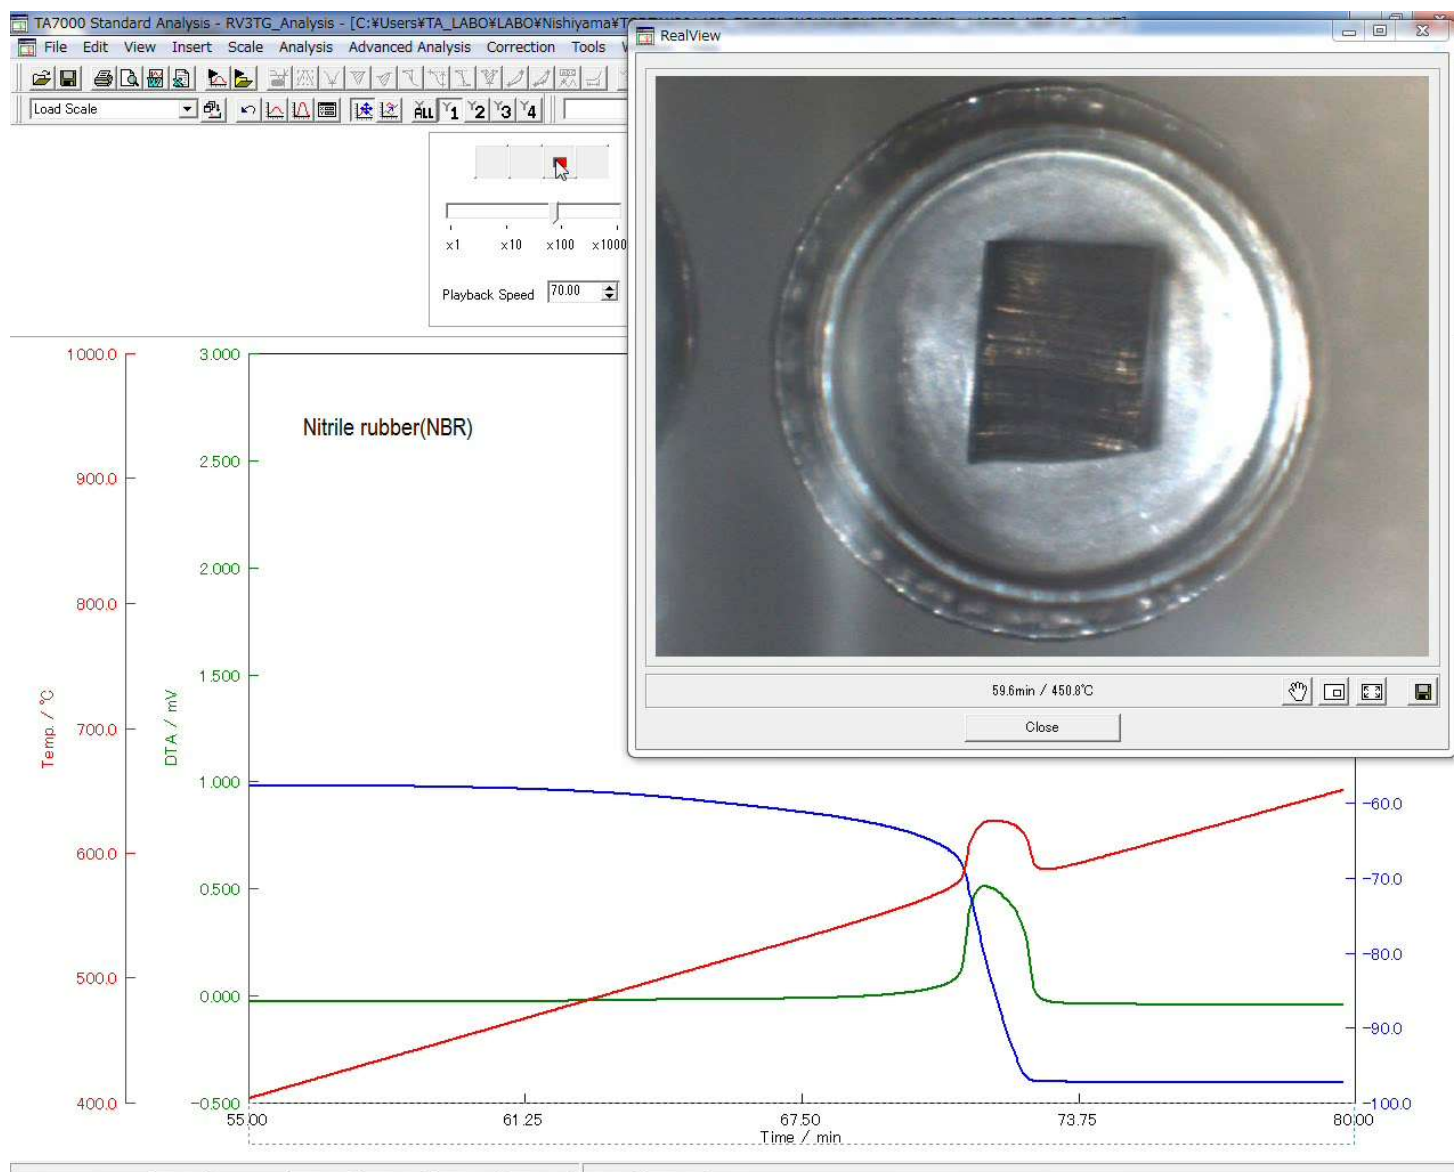 TA7000 Standard Analysis - RV3TG_Analysis - [C:¥Users¥TA_LABO¥LABO¥Nishiyama¥
File Edit View Insert Scale Analysis Advanced Analysis Correction Tools
RealView
Load Scale
ALL Y1 Y2 Y3 Y4
x1 x10 x100 x1000
Playback Speed 70.00
59.6min / 450.8℃
Close
Nitrile rubber(NBR)
Temp. / ℃
1000.0
900.0
800.0
700.0
600.0
500.0
400.0
DTA / mV
3.000
2.500
2.000
1.500
1.000
0.500
0.000
-0.500
-60.0
-70.0
-80.0
-90.0
-100.0
55.00 61.25 67.50 73.75 80.00
Time / min